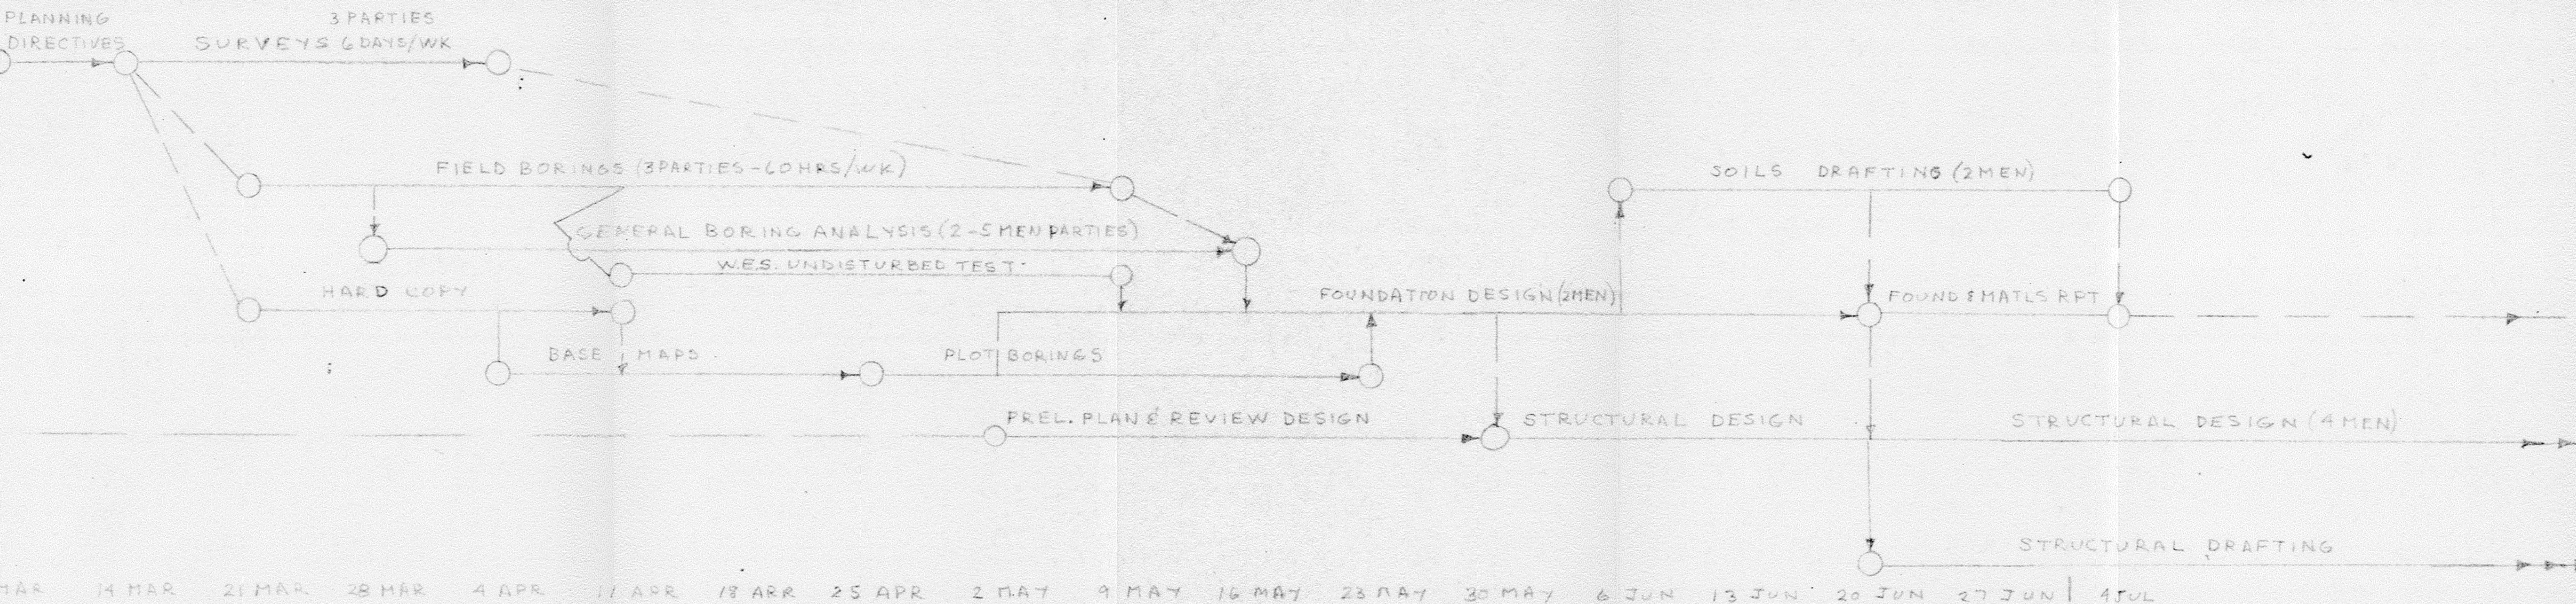 PLANNING
DIRECTIVES
3 PARTIES
SURVEYS 6 DAYS/WK
FIELD BORINGS (3 PARTIES-60 HRS/WK)
SOILS DRAFTING (2 MEN)
GENERAL BORING ANALYSIS (2-5 MEN PARTIES)
W.E.S. UNDISTURBED TEST
HARD COPY
FOUNDATION DESIGN (2 MEN)
FOUND & MATLS RPT
BASE MAPS
PLOT BORINGS
PREL. PLAN & REVIEW DESIGN
STRUCTURAL DESIGN
STRUCTURAL DESIGN (4 MEN)
STRUCTURAL DRAFTING
MAR 14 MAR 21 MAR 28 MAR 4 APR 11 APR 18 APR 25 APR 2 MAY 9 MAY 16 MAY 23 MAY 30 MAY 6 JUN 13 JUN 20 JUN 27 JUN 4 JUL